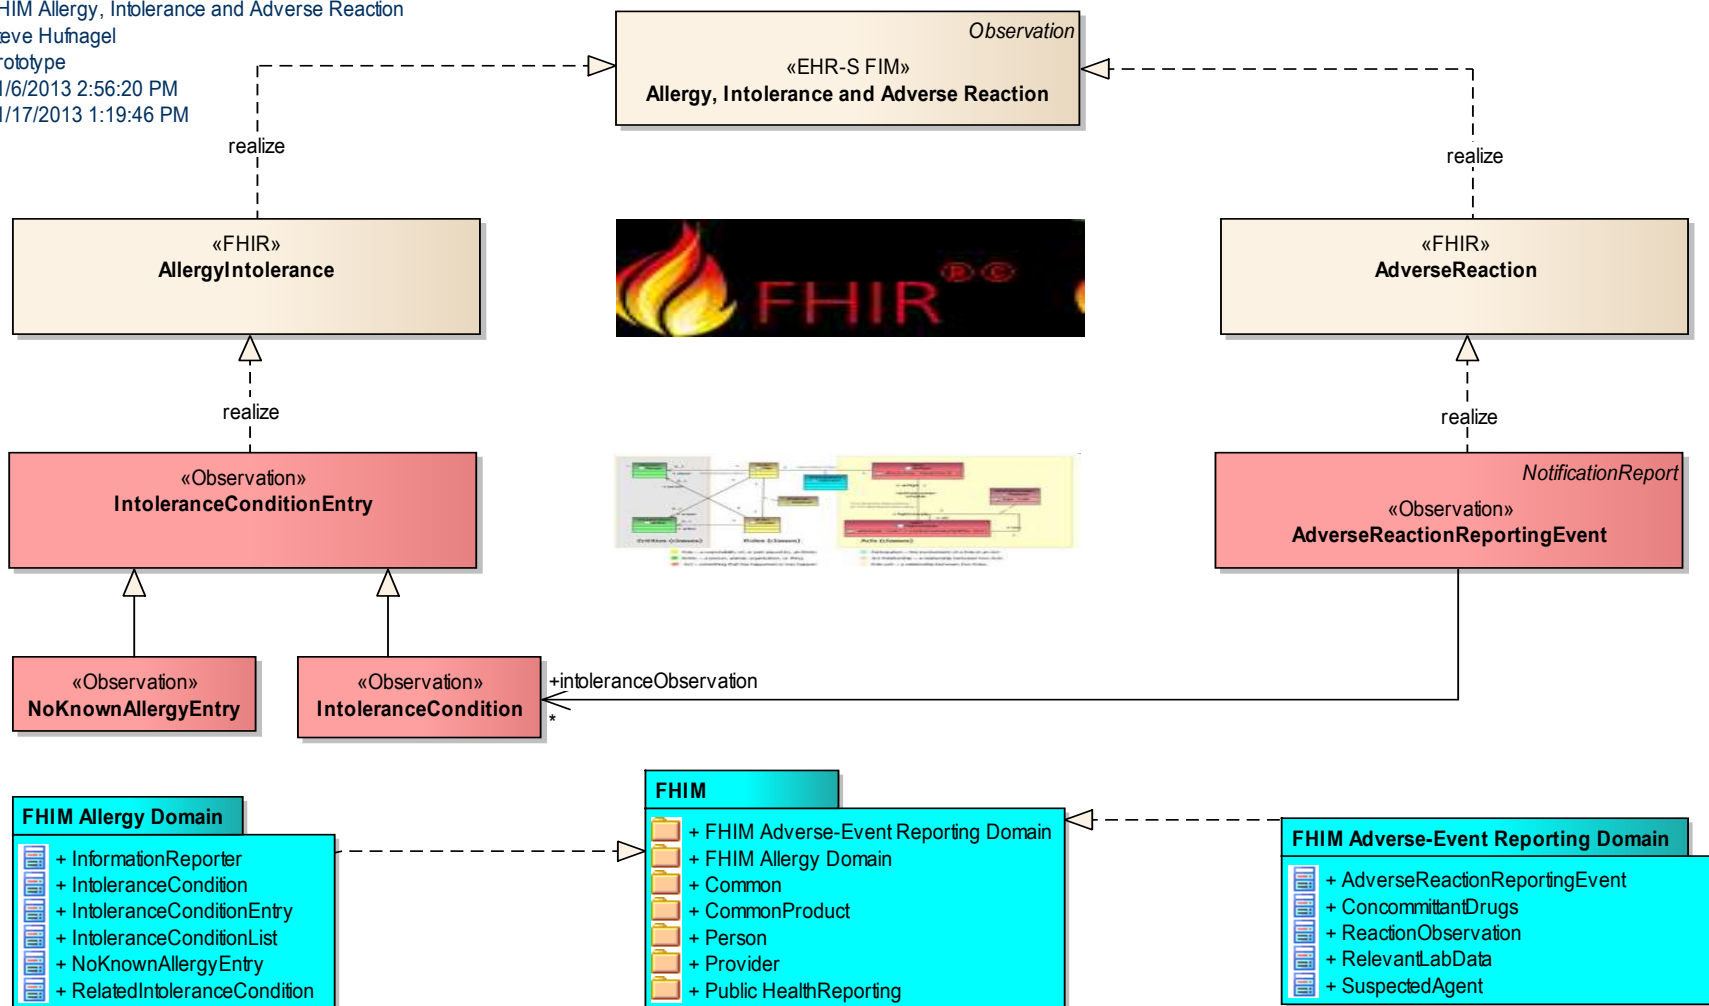 HIM Allergy, Intolerance and Adverse Reaction
eve Hufnagel
rototype
1/6/2013 2:56:20 PM
1/17/2013 1:19:46 PM
Observation
«EHR-S FIM»
Allergy, Intolerance and Adverse Reaction
realize
realize
«FHIR»
AllergyIntolerance
FHIR ® ©
«FHIR»
AdverseReaction
realize
realize
«Observation»
IntoleranceConditionEntry
NotificationReport
«Observation»
AdverseReactionReportingEvent
«Observation»
NoKnownAllergyEntry
«Observation»
IntoleranceCondition
+intoleranceObservation
*
FHIM Allergy Domain
+ InformationReporter
+ IntoleranceCondition
+ IntoleranceConditionEntry
+ IntoleranceConditionList
+ NoKnownAllergyEntry
+ RelatedIntoleranceCondition
FHIM
+ FHIM Adverse-Event Reporting Domain
+ FHIM Allergy Domain
+ Common
+ CommonProduct
+ Person
+ Provider
+ Public HealthReporting
FHIM Adverse-Event Reporting Domain
+ AdverseReactionReportingEvent
+ ConcommittantDrugs
+ ReactionObservation
+ RelevantLabData
+ SuspectedAgent